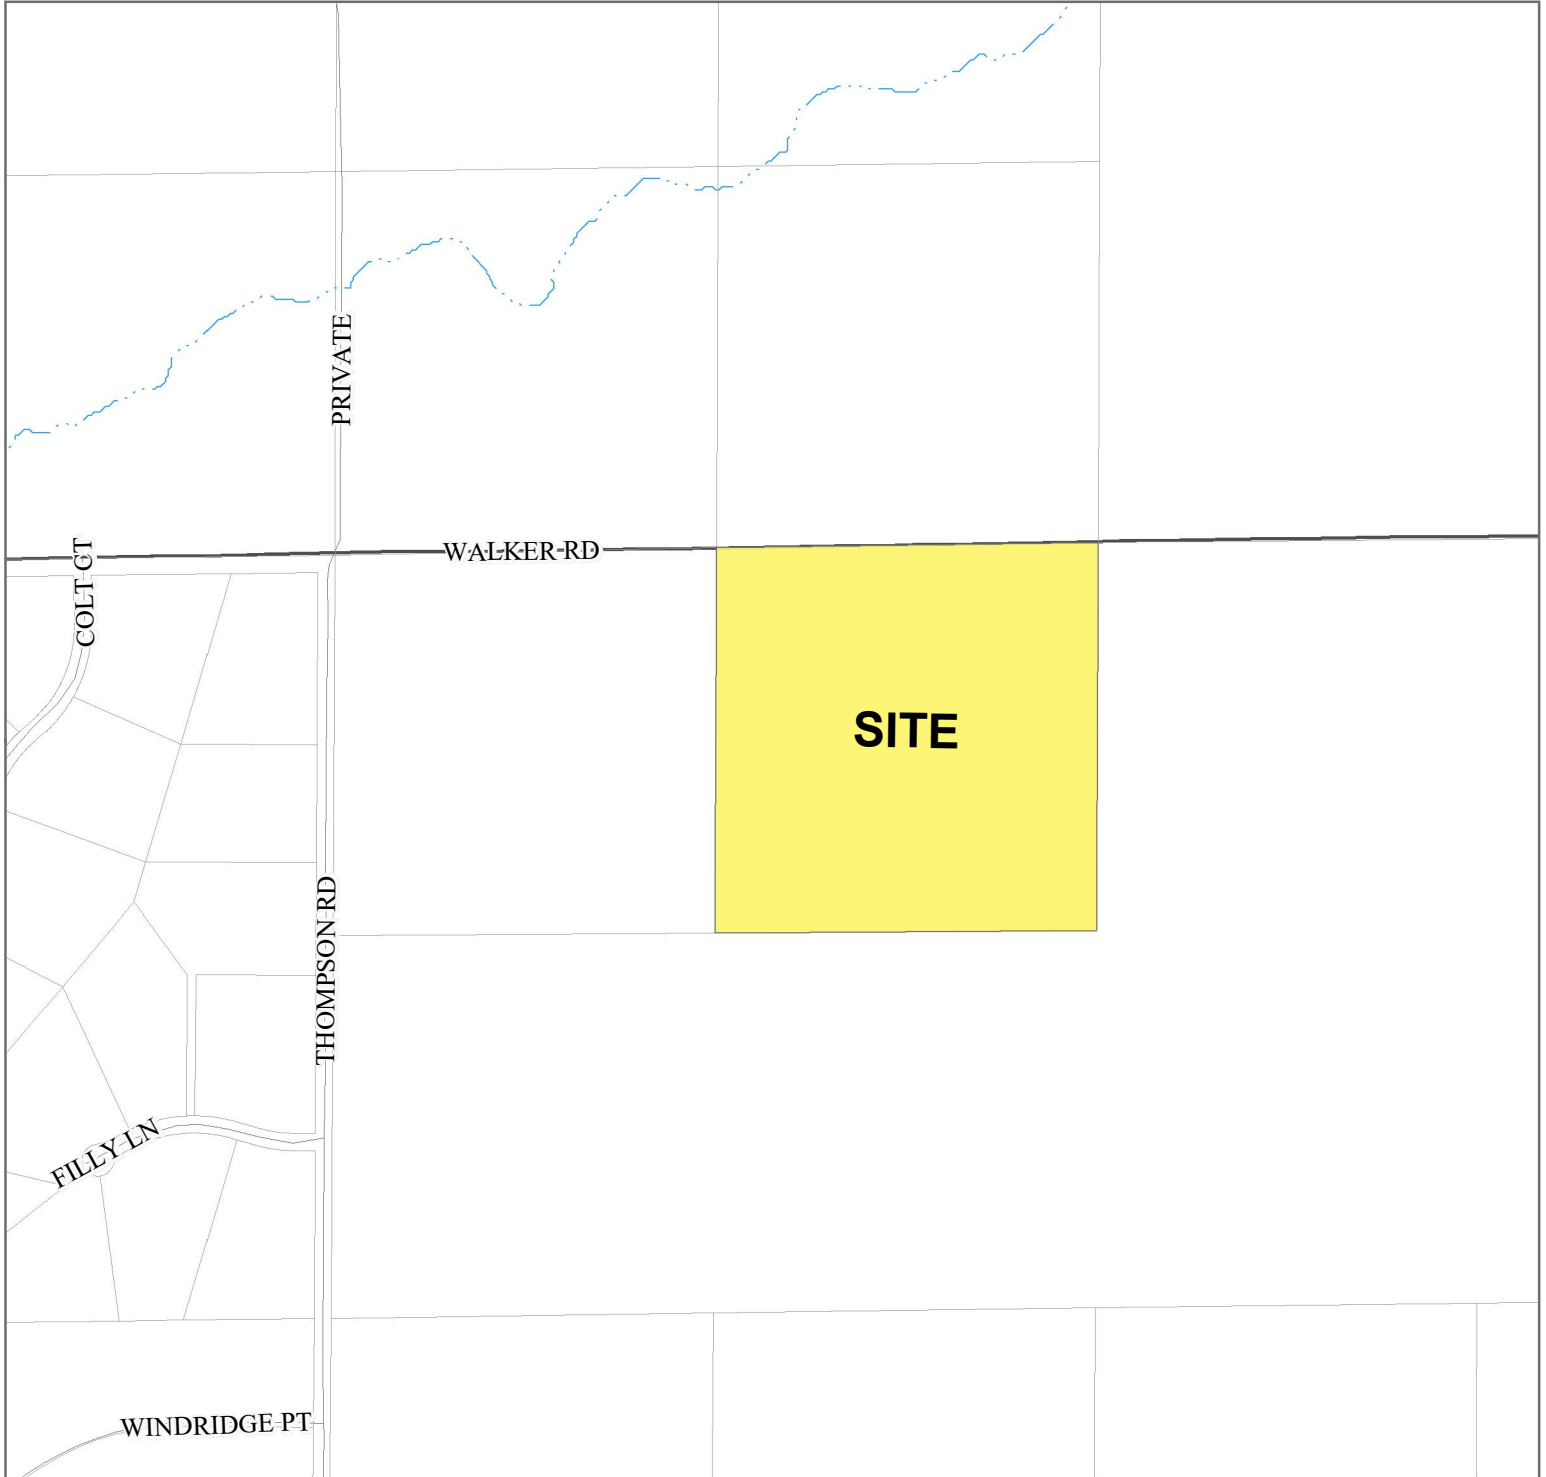 PRIVATE
COLT CT
WALKER RD
SITE
THOMPSON RD
FILLY LN
WINDRIDGE PT